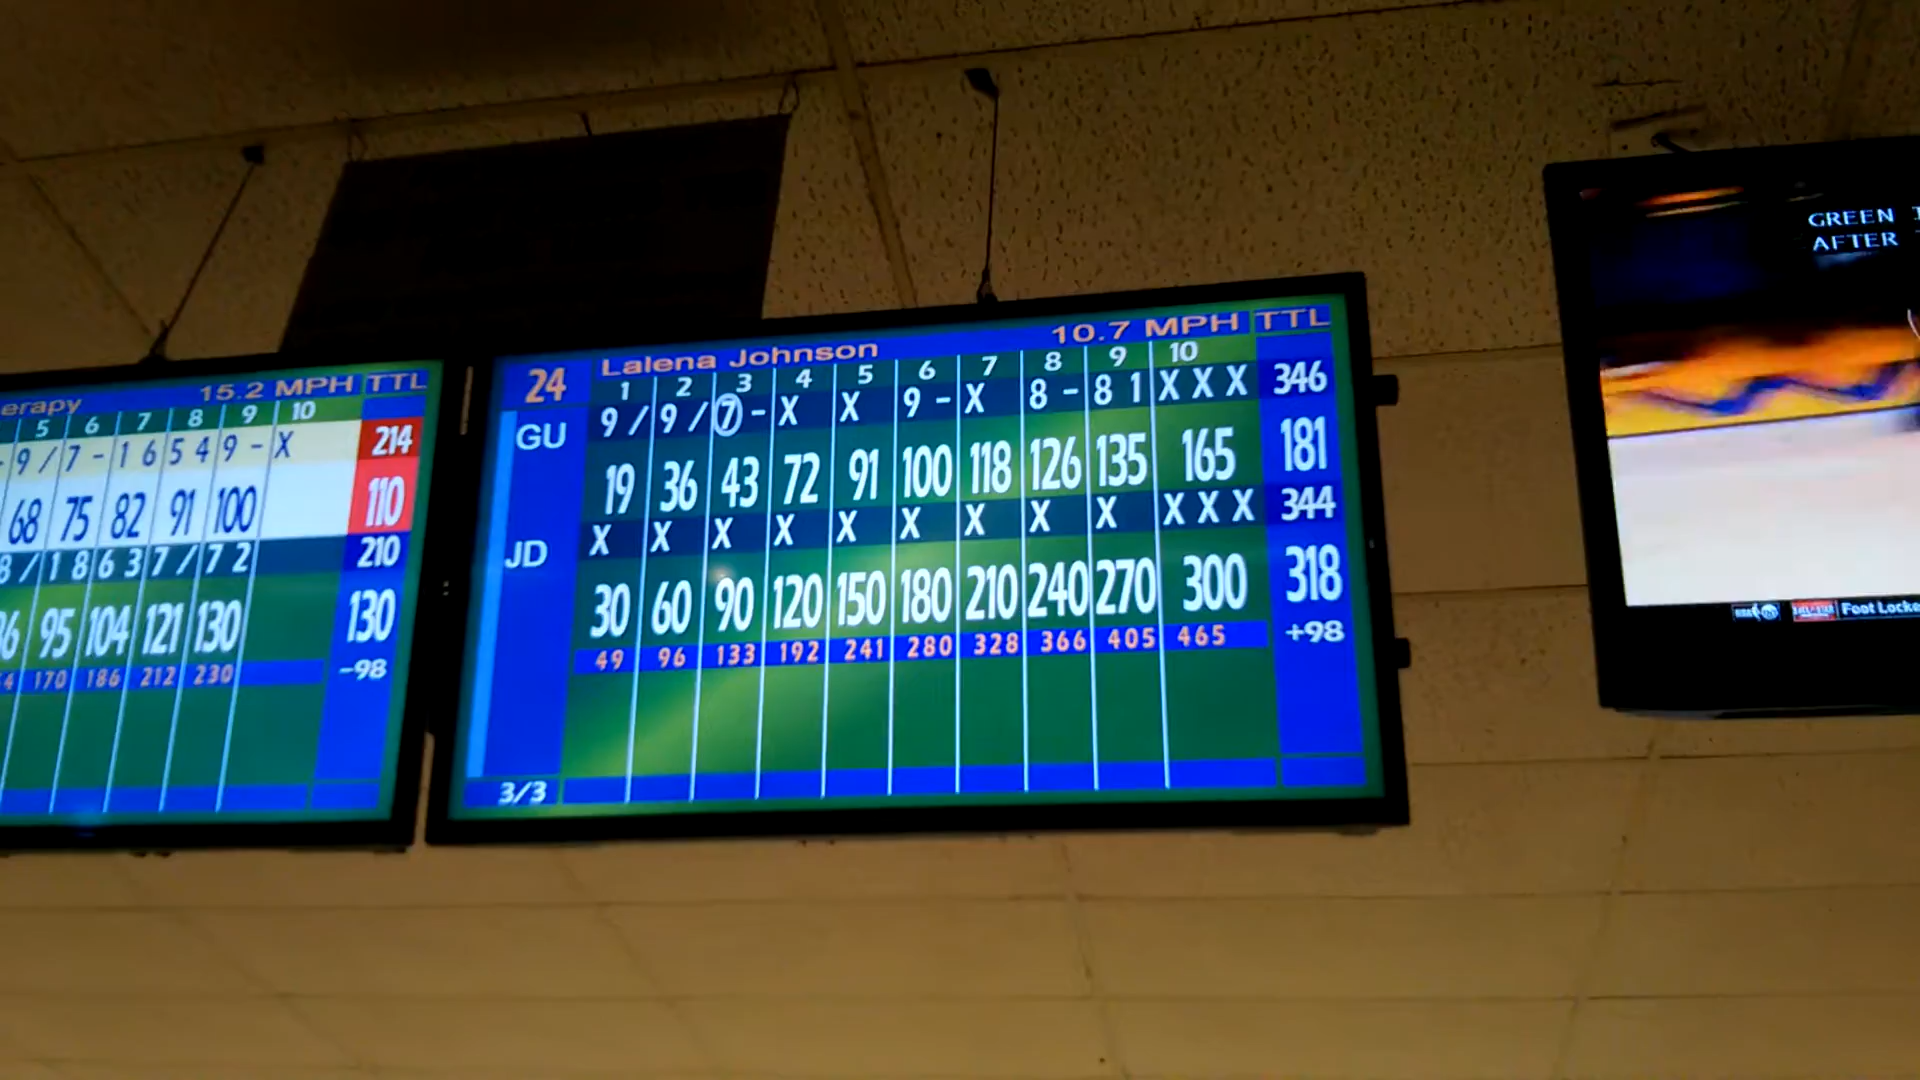 erapy 15.2 MPH TTL
5 6 7 8 9 10
9 / 7 - 1 6 5 4 9 - X 214
68 75 82 91 100 110
8 / 1 8 6 3 7 / 7 2 210
95 104 121 130 130
170 186 212 230 -98
24 Lalena Johnson 10.7 MPH TTL
1 2 3 4 5 6 7 8 9 10
GU 9 / 9 / 7 - X X 9 - X 8 - 8 1 X X X 346
19 36 43 72 91 100 118 126 135 165 181
JD X X X X X X X X X X X X 344
30 60 90 120 150 180 210 240 270 300 318
49 96 133 192 241 280 328 366 405 465 +98
3/3
GREEN
AFTER
NBA Foot Locke